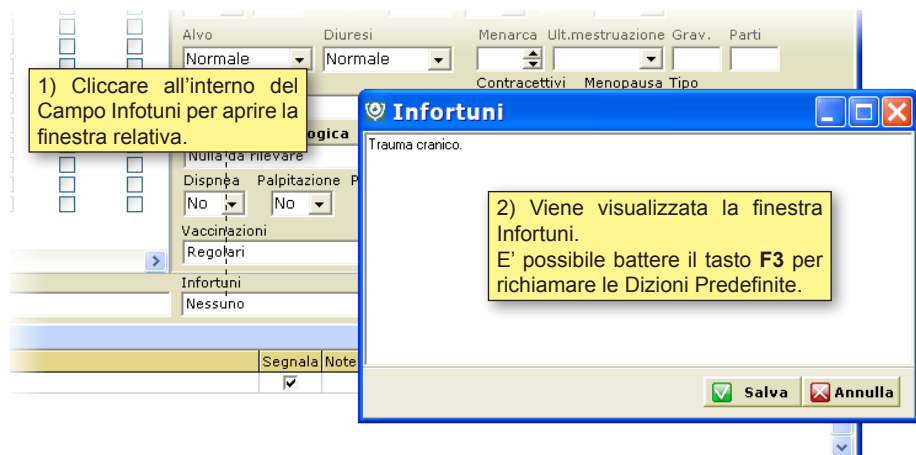 Alvo Diuresi Menarca Ult.mestruazione Grav. Parti
Normale Normale
Contracettivi Menopausa Tipo
1) Cliccare all'interno del
Campo Infotuni per aprire la
finestra relativa.
ogica
Nulla da rilevare
Dispnea Palpitazione P
No No
Vaccinazioni
Regolari
Infortuni
Nessuno
Segnala Note
Infortuni
Trauma cranico.
2) Viene visualizzata la finestra
Infortuni.
E' possibile battere il tasto F3 per
richiamare le Dizioni Predefinite.
Salva Annulla